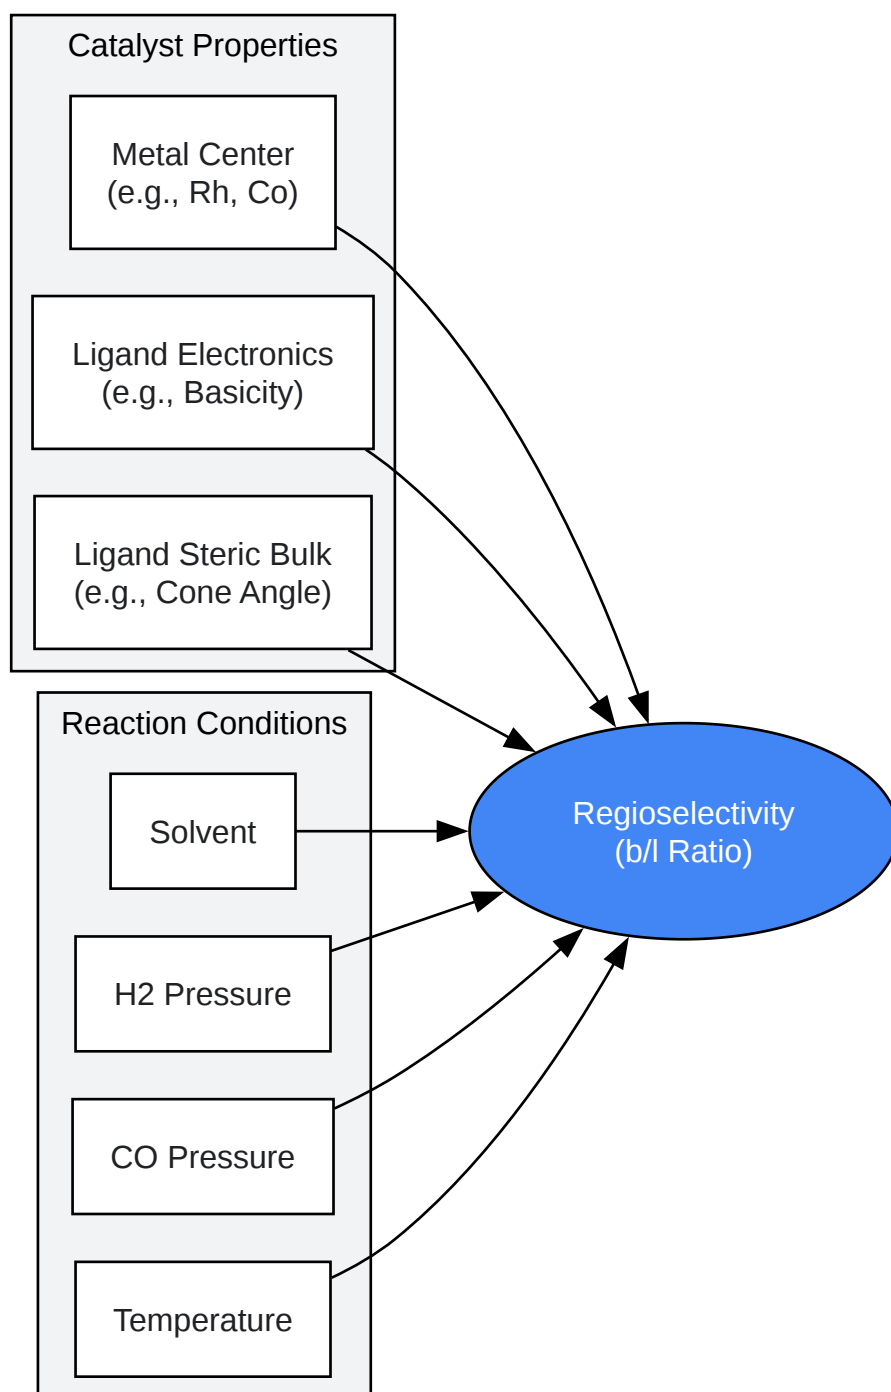 Catalyst Properties
Metal Center
(e.g., Rh, Co)
Ligand Electronics
(e.g., Basicity)
Ligand Steric Bulk
(e.g., Cone Angle)
Reaction Conditions
Solvent
H2 Pressure
CO Pressure
Temperature
Regioselectivity
(b/l Ratio)